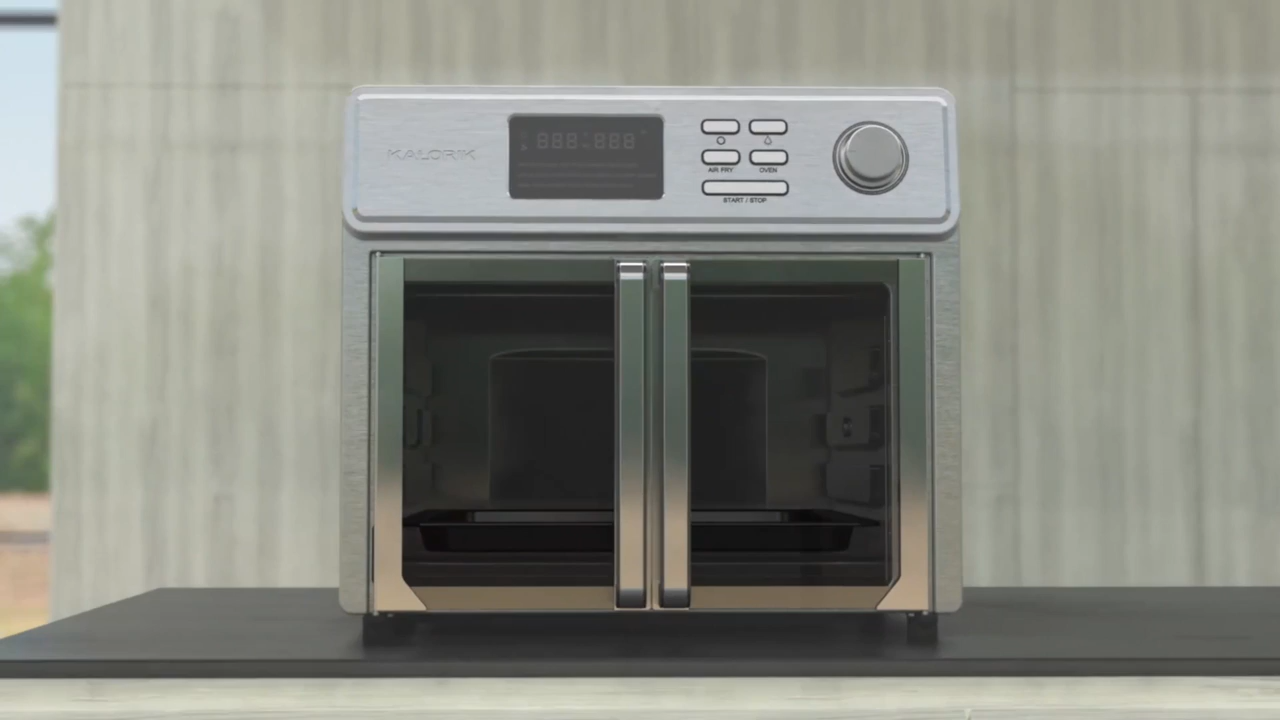 KALORIK
888:888
AIR FRY
OVEN
START / STOP